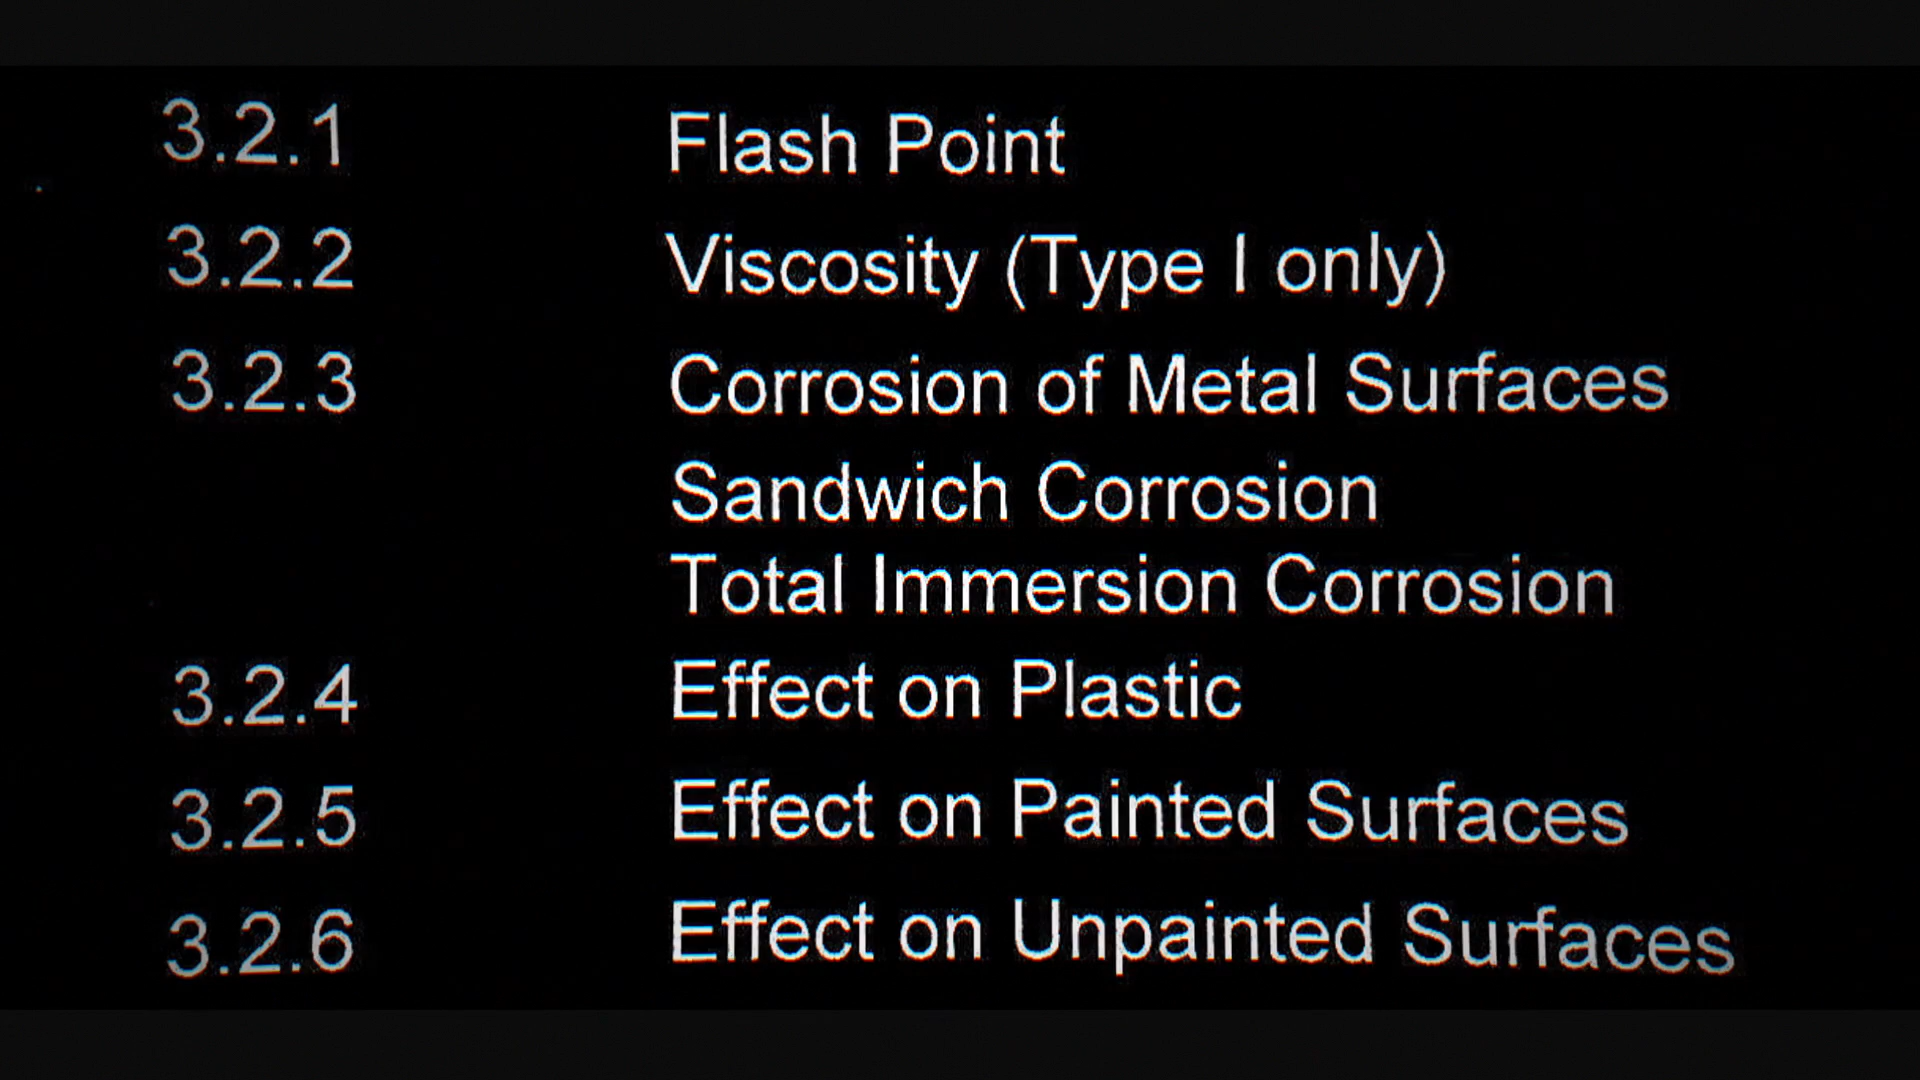 3.2.1 Flash Point
3.2.2 Viscosity (Type I only)
3.2.3 Corrosion of Metal Surfaces
Sandwich Corrosion
Total Immersion Corrosion
3.2.4 Effect on Plastic
3.2.5 Effect on Painted Surfaces
3.2.6 Effect on Unpainted Surfaces